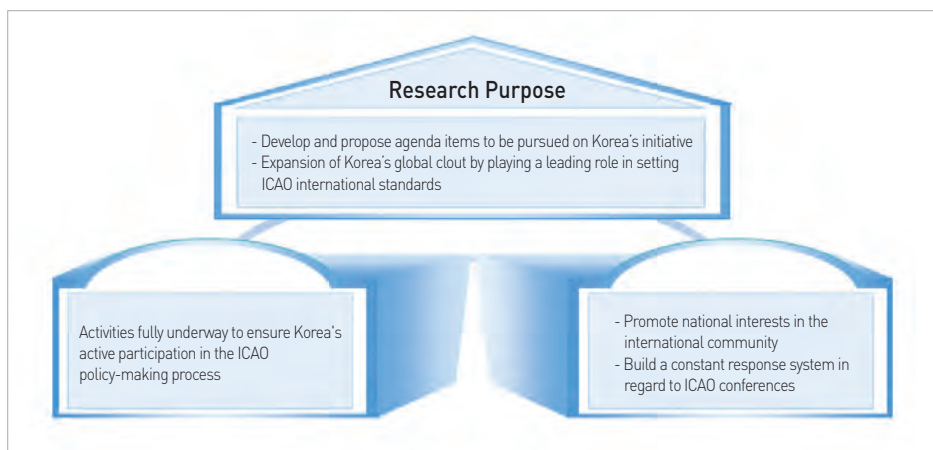 Research Purpose
- Develop and propose agenda items to be pursued on Korea's initiative
- Expansion of Korea's global clout by playing a leading role in setting
ICAO international standards
Activities fully underway to ensure Korea's
active participation in the ICAO
policy-making process
- Promote national interests in the
international community
- Build a constant response system in
regard to ICAO conferences